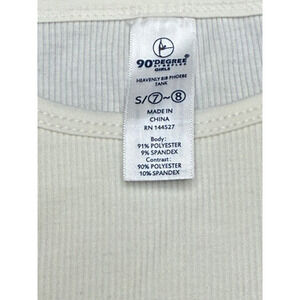 90°DEGREE®
BY REFLEX
GIRLS
HEAVENLY RIB PHOEBE
TANK
S/7-8
MADE IN
CHINA
RN 144527
Body:
91% POLYESTER
9% SPANDEX
Contrast:
90% POLYESTER
10% SPANDEX